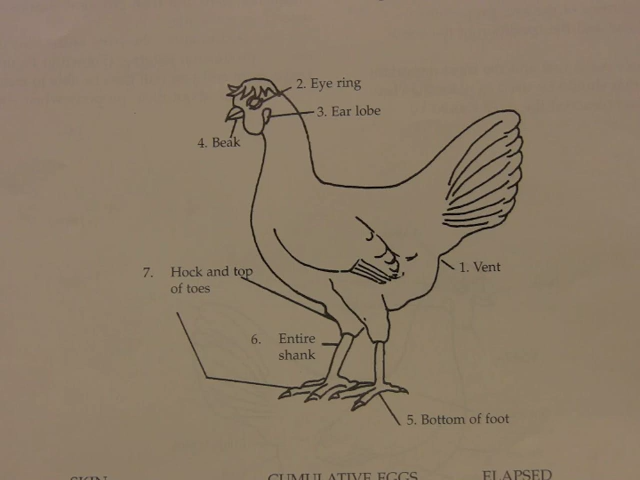 2. Eye ring
3. Ear lobe
4. Beak
1. Vent
7. Hock and top
of toes
6. Entire
shank
5. Bottom of foot
SKIN
CUMULATIVE EGGS
ELAPSED